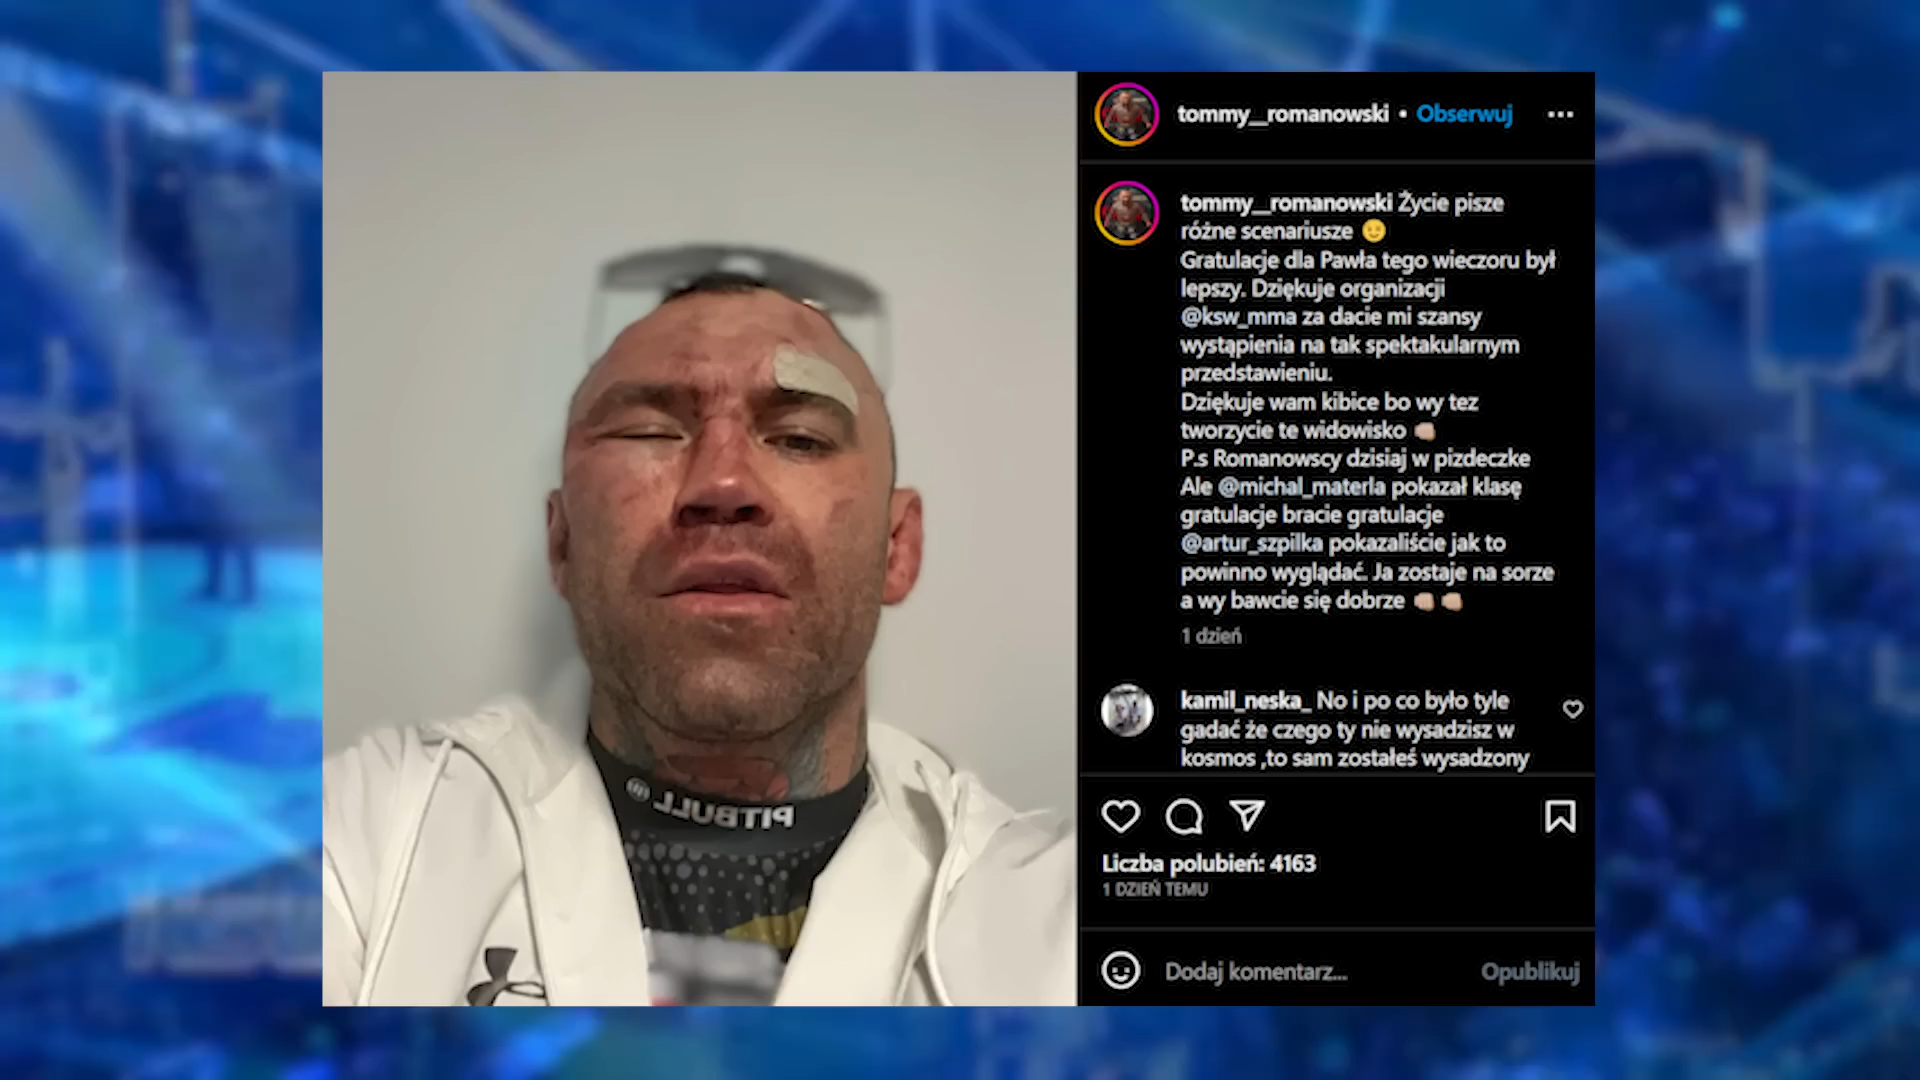 tommy__romanowski • Obserwuj
tommy__romanowski Życie pisze
różne scenariusze 😉
Gratulacje dla Pawła tego wieczoru był
lepszy. Dziękuje organizacji
@ksw_mma za dacie mi szansy
wystąpienia na tak spektakularnym
przedstawieniu.
Dziękuje wam kibice bo wy tez
tworzycie te widowisko 👊🏻
P.s Romanowscy dzisiaj w pizdeczke
Ale @michal_materla pokazał klasę
gratulacje bracie gratulacje
@artur_szpilka pokazaliście jak to
powinno wyglądać. Ja zostaje na sorze
a wy bawcie się dobrze 👊🏻👊🏻
1 dzień
kamil_neska_ No i po co było tyle
gadać że czego ty nie wysadzisz w
kosmos ,to sam zostałeś wysadzony
Liczba polubień: 4163
1 DZIEŃ TEMU
Dodaj komentarz...
Opublikuj
PITBULL